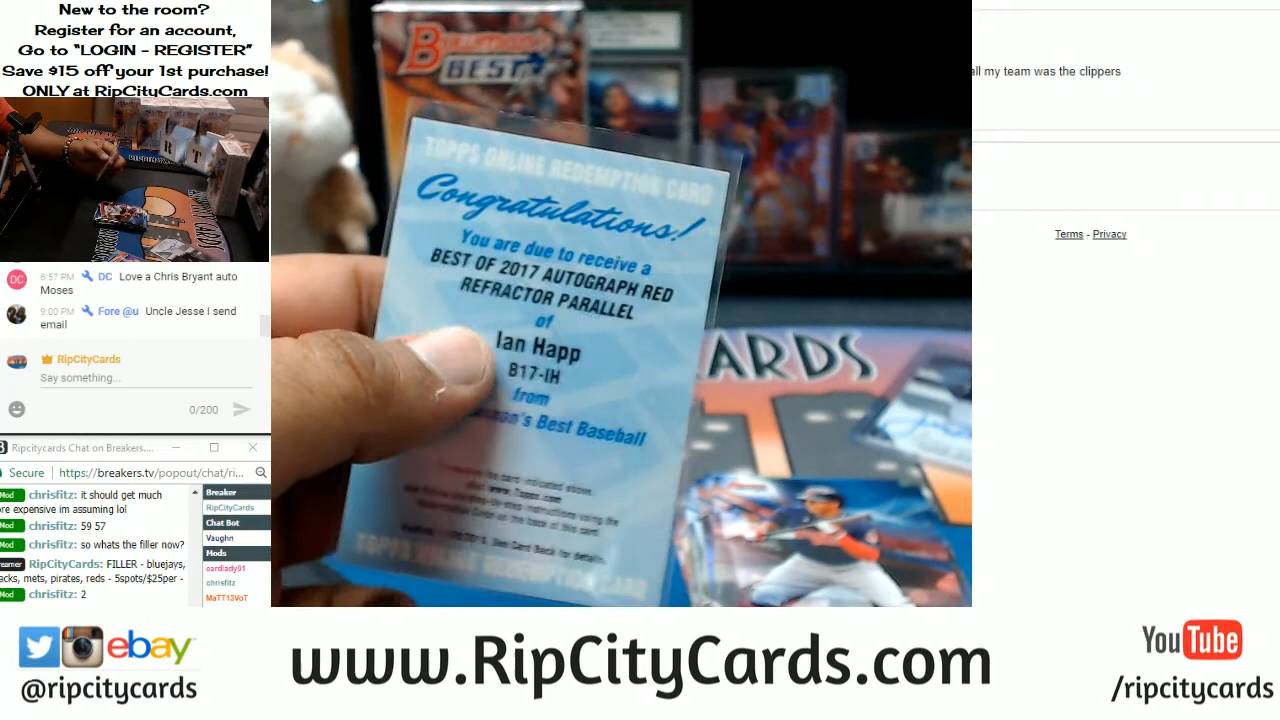 New to the room?
Register for an account,
Go to “LOGIN - REGISTER”
Save $15 off your 1st purchase!
ONLY at RipCityCards.com
DC
8:57 PM DC Love a Chris Bryant auto
Moses
9:00 PM Fore @u Uncle Jesse I send
email
RipCityCards
Say something...
0/200
Ripcitycards Chat on Breakers....
Secure https://breakers.tv/popout/chat/ri...
Mod chrisfitz: it should get much
re expensive im assuming lol
Mod chrisfitz: 59 57
Mod chrisfitz: so whats the filler now?
eamer RipCityCards: FILLER - bluejays,
acks, mets, pirates, reds - 5spots/$25per -
Mod chrisfitz: 2
Breaker
RipCityCards
Chat Bot
Vaughn
Mods
cardlady01
chrisfitz
MaTT13VoT
BOWMAN'S
BEST
TOPPS ONLINE REDEMPTION CARD
Congratulations!
You are due to receive a
BEST OF 2017 AUTOGRAPH RED
REFRACTOR PARALLEL
of
Ian Happ
B17-IH
from
Best Baseball
ARDS
all my team was the clippers
Terms - Privacy
ebay
@ripcitycards
www.RipCityCards.com
YouTube
/ripcitycards